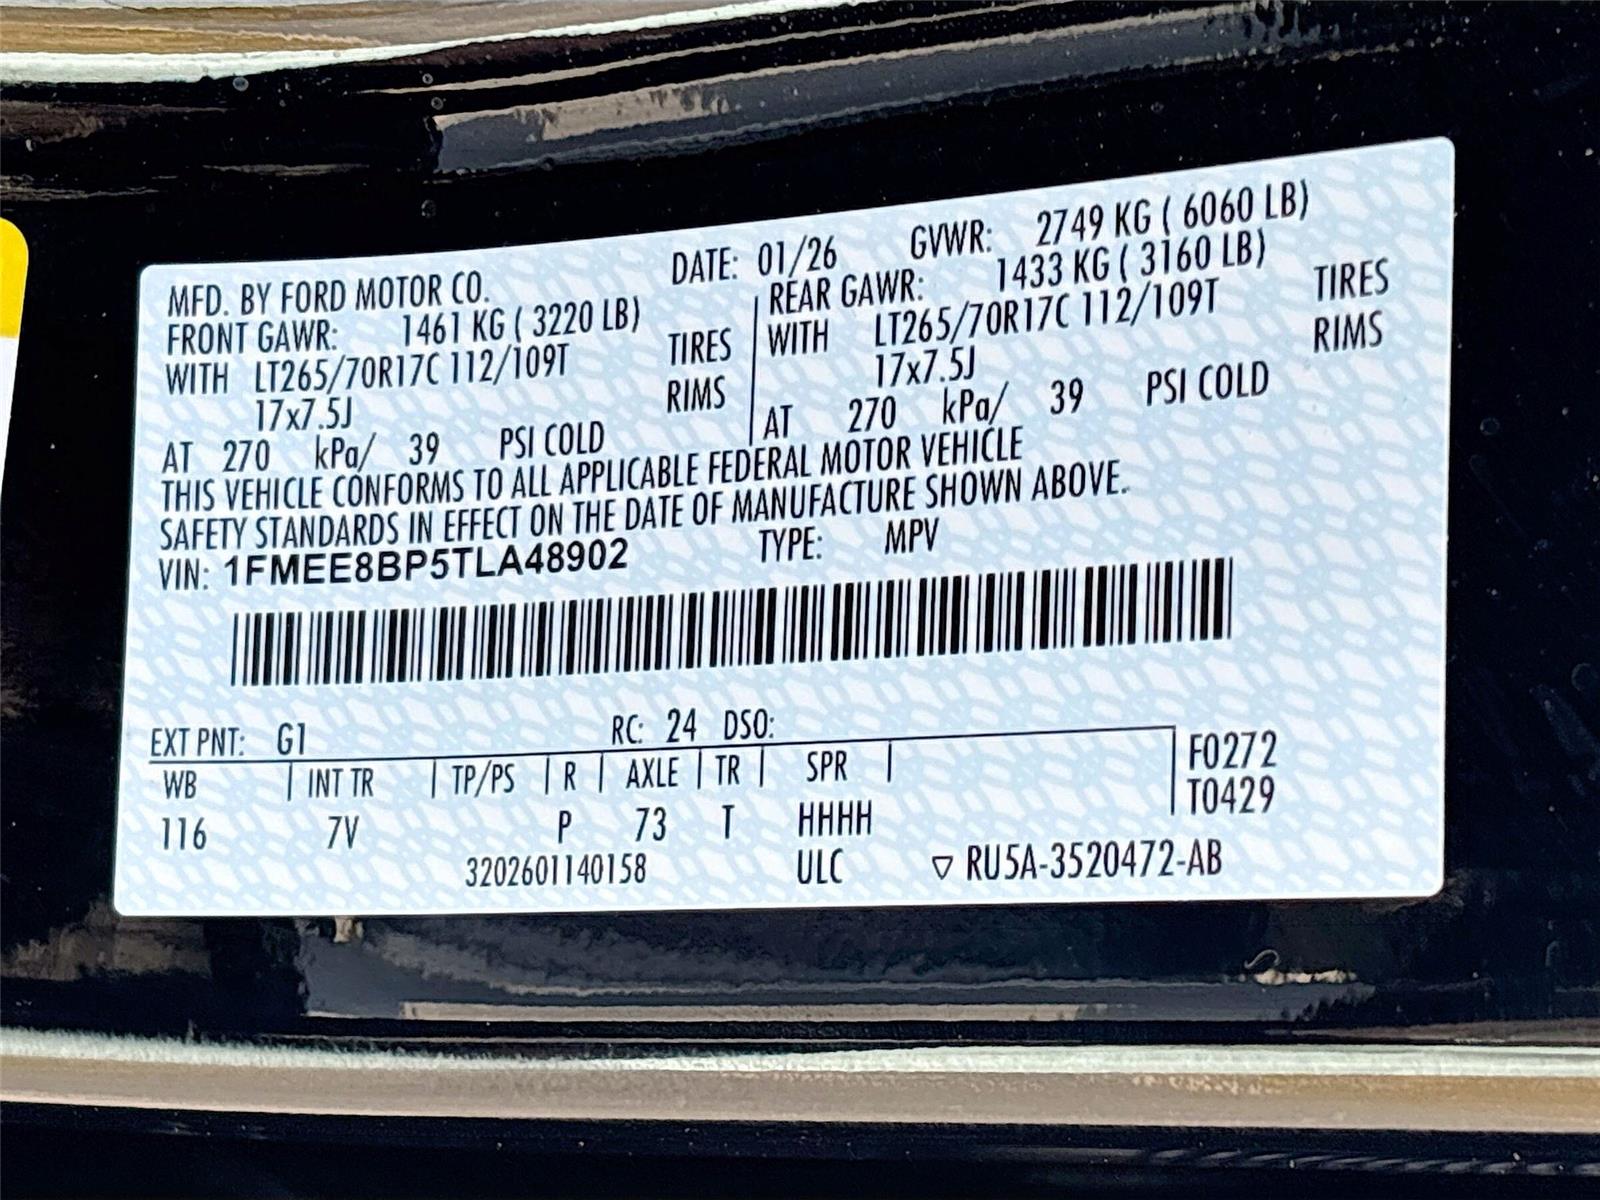 MFD. BY FORD MOTOR CO. DATE: 01/26 GVWR: 2749 KG ( 6060 LB)
FRONT GAWR: 1461 KG ( 3220 LB) REAR GAWR: 1433 KG ( 3160 LB)
WITH LT265/70R17C 112/109T TIRES WITH LT265/70R17C 112/109T TIRES
17x7.5J RIMS 17x7.5J RIMS
AT 270 kPa/ 39 PSI COLD AT 270 kPa/ 39 PSI COLD
THIS VEHICLE CONFORMS TO ALL APPLICABLE FEDERAL MOTOR VEHICLE
SAFETY STANDARDS IN EFFECT ON THE DATE OF MANUFACTURE SHOWN ABOVE.
VIN: 1FMEE8BP5TLA48902 TYPE: MPV
EXT PNT: G1 RC: 24 DSO:
WB INT TR TP/PS R AXLE TR SPR F0272
116 7V P 73 T HHHH T0429
3202601140158 ULC ▽ RU5A-3520472-AB